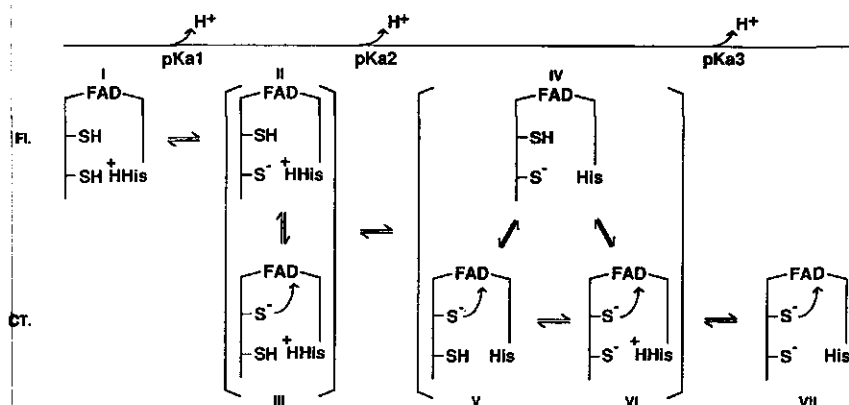 H+ H+ H+
pKa1 pKa2 pKa3
I II IV
FAD FAD FAD
Fl. SH SH SH
SH +HHis S- +HHis S- His
FAD FAD FAD FAD
CT. S- S- S- S-
SH +HHis SH His S- +HHis S- His
III V VI VII